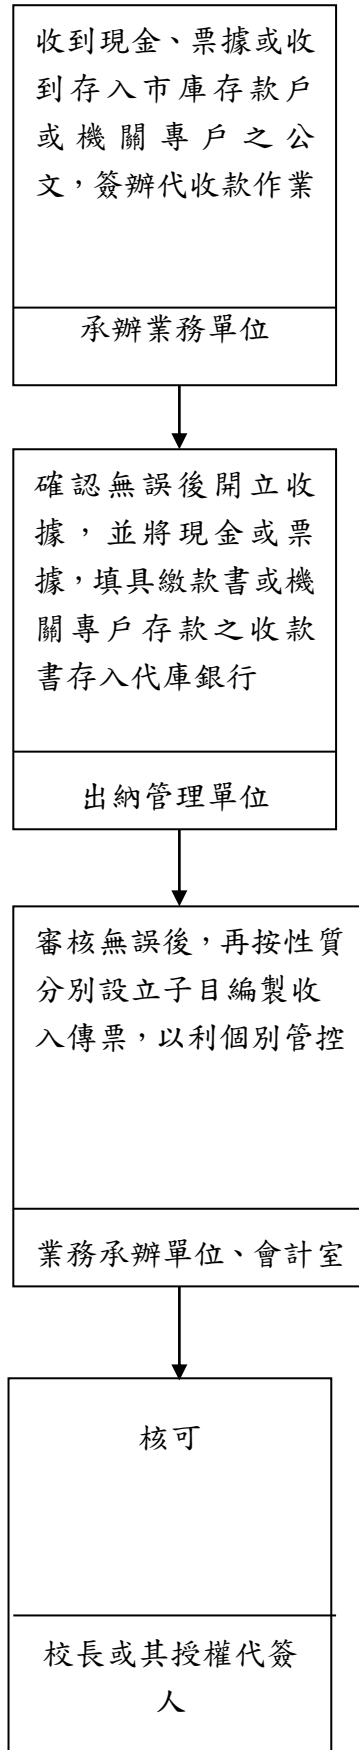 收到現金、票據或收
到存入市庫存款戶
或機關專戶之公
文，簽辦代收款作業
承辦業務單位
確認無誤後開立收
據，並將現金或票
據，填具繳款書或機
關專戶存款之收款
書存入代庫銀行
出納管理單位
審核無誤後，再按性質
分別設立子目編製收
入傳票，以利個別管控
業務承辦單位、會計室
核可
校長或其授權代簽
人